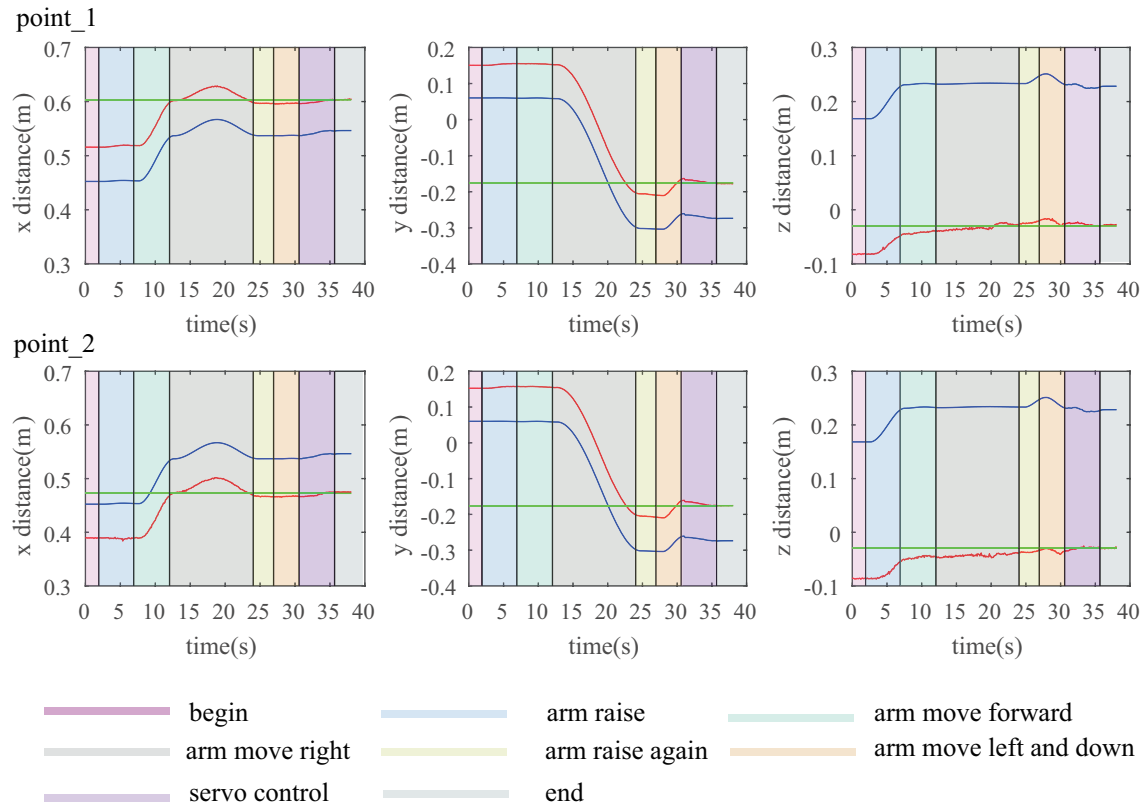 point_1
x distance(m)
0.7
0.6
0.5
0.4
0.3
0 5 10 15 20 25 30 35 40
time(s)
y distance(m )
0.2
0.1
0
-0.1
-0.2
-0.3
-0.4
0 5 10 15 20 25 30 35 40
time(s)
z distance(m )
0.3
0.2
0.1
0
-0.1
0 5 10 15 20 25 30 35 40
time(s)
point_2
x distance(m)
0.7
0.6
0.5
0.4
0.3
0 5 10 15 20 25 30 35 40
time(s)
y distance(m )
0.2
0.1
0
-0.1
-0.2
-0.3
-0.4
0 5 10 15 20 25 30 35 40
time(s)
z distance(m )
0.3
0.2
0.1
0
-0.1
0 5 10 15 20 25 30 35 40
time(s)
begin
arm raise
arm move forward
arm move right
arm raise again
arm move left and down
servo control
end